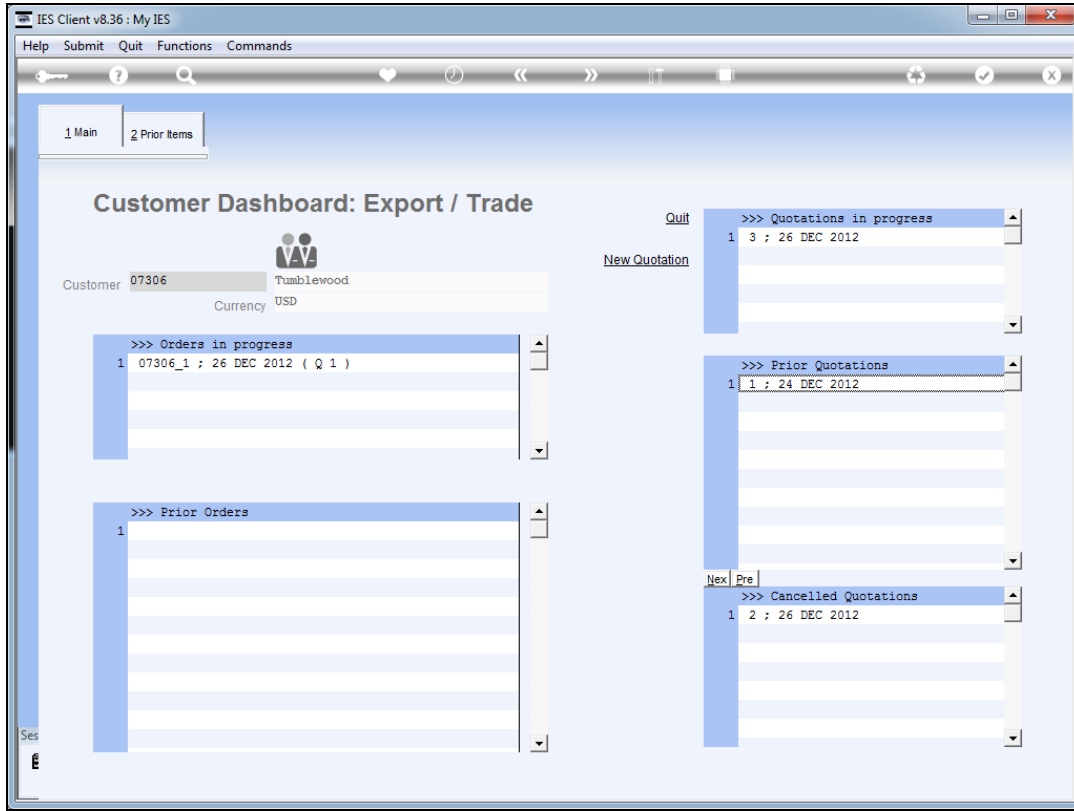 IES Client v8.36 : My IES
Help Submit Quit Functions Commands
1 Main
2 Prior Items
Customer Dashboard: Export / Trade
Customer 07306 Tumblewood
Currency USD
Quit
New Quotation
>>> Quotations in progress
1 3 ; 26 DEC 2012
>>> Orders in progress
1 07306_1 ; 26 DEC 2012 ( Q 1 )
>>> Prior Quotations
1 1 ; 24 DEC 2012
>>> Prior Orders
1
Nex Pre
>>> Cancelled Quotations
1 2 ; 26 DEC 2012
Ses